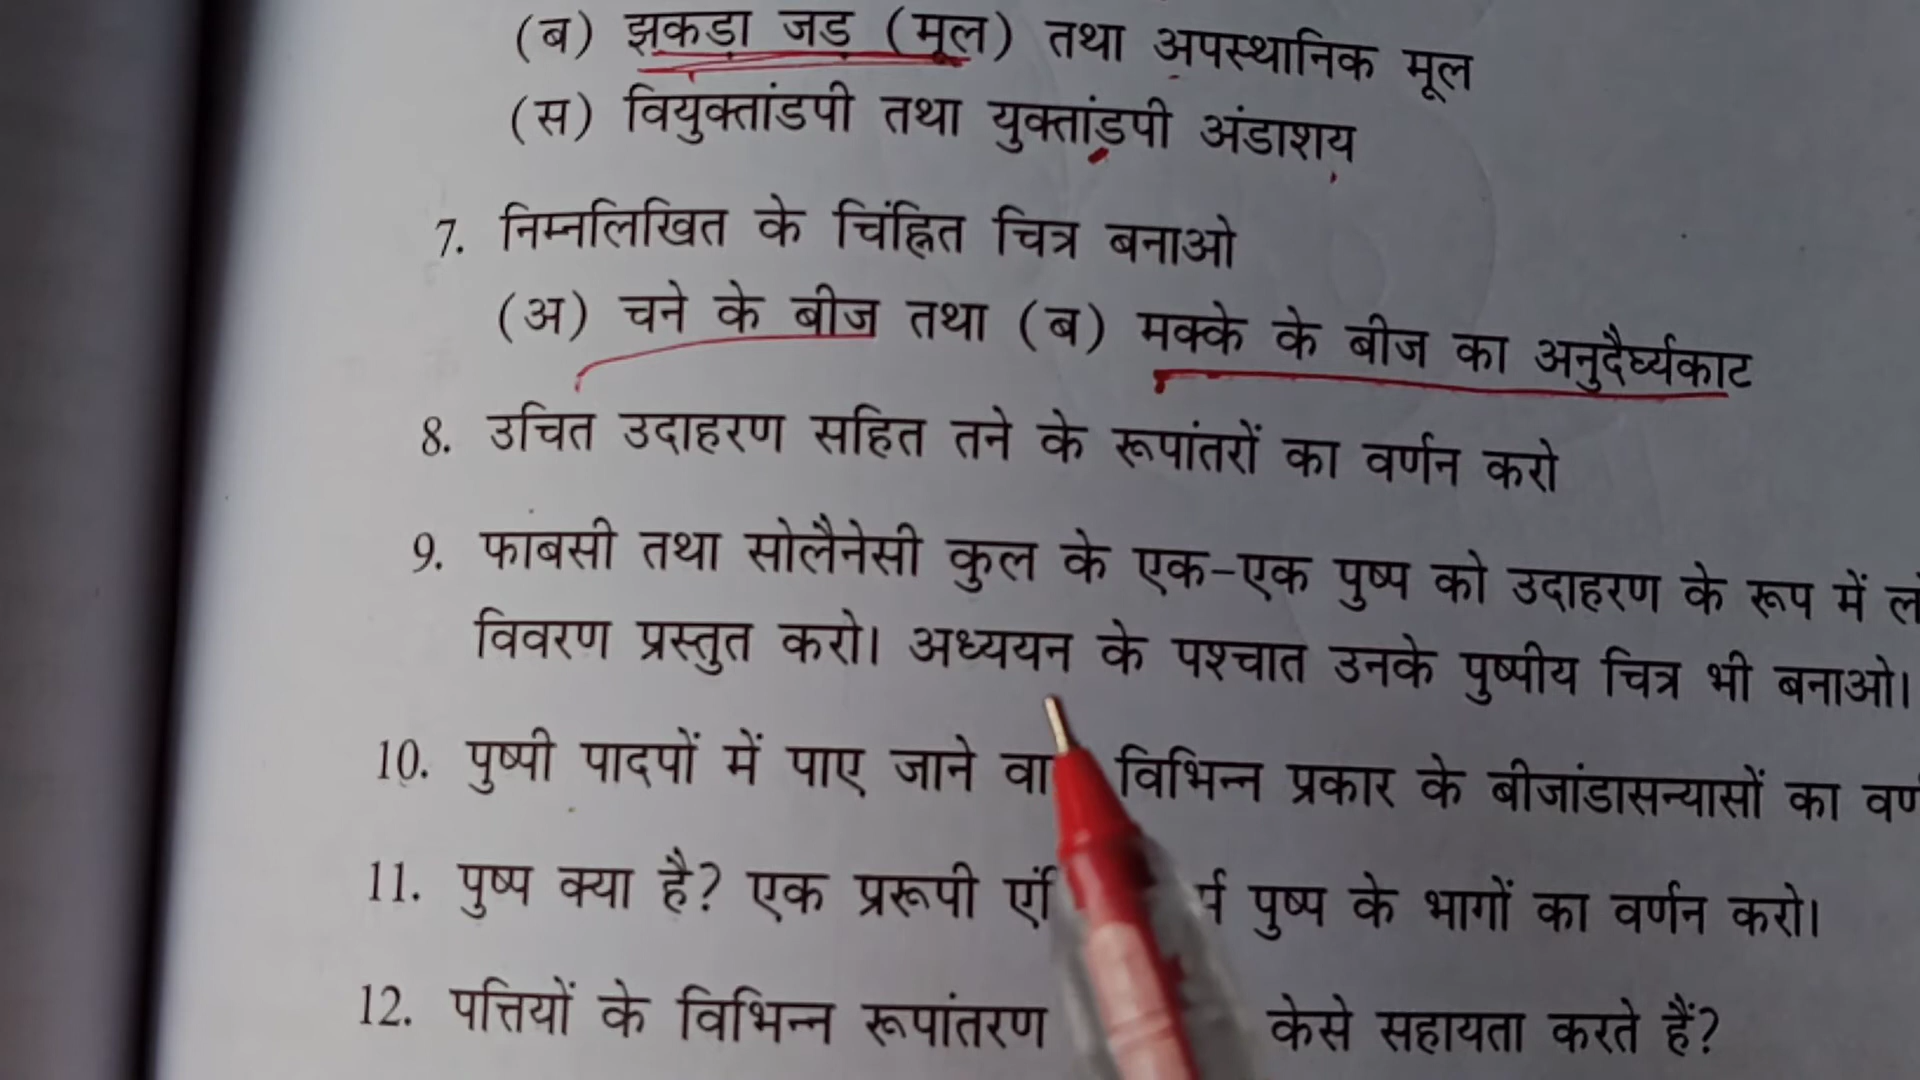 (ब) झकड़ा जड़ (मूल) तथा अपस्थानिक मूल
(स) वियुक्तांडपी तथा युक्तांडपी अंडाशय
7. निम्नलिखित के चिंह्नित चित्र बनाओ
(अ) चने के बीज तथा (ब) मक्के के बीज का अनुदैर्घ्यकाट
8. उचित उदाहरण सहित तने के रूपांतरों का वर्णन करो
9. फाबसी तथा सोलैनेसी कुल के एक-एक पुष्प को उदाहरण के रूप में
विवरण प्रस्तुत करो। अध्ययन के पश्चात उनके पुष्पीय चित्र भी बनाओ।
10. पुष्पी पादपों में पाए जाने विभिन्न प्रकार के बीजांडासन्यासों का
11. पुष्प क्या है? एक प्ररूपी पुष्प के भागों का वर्णन करो।
12. पत्तियों के विभिन्न रूपांतरण केसे सहायता करते हैं?